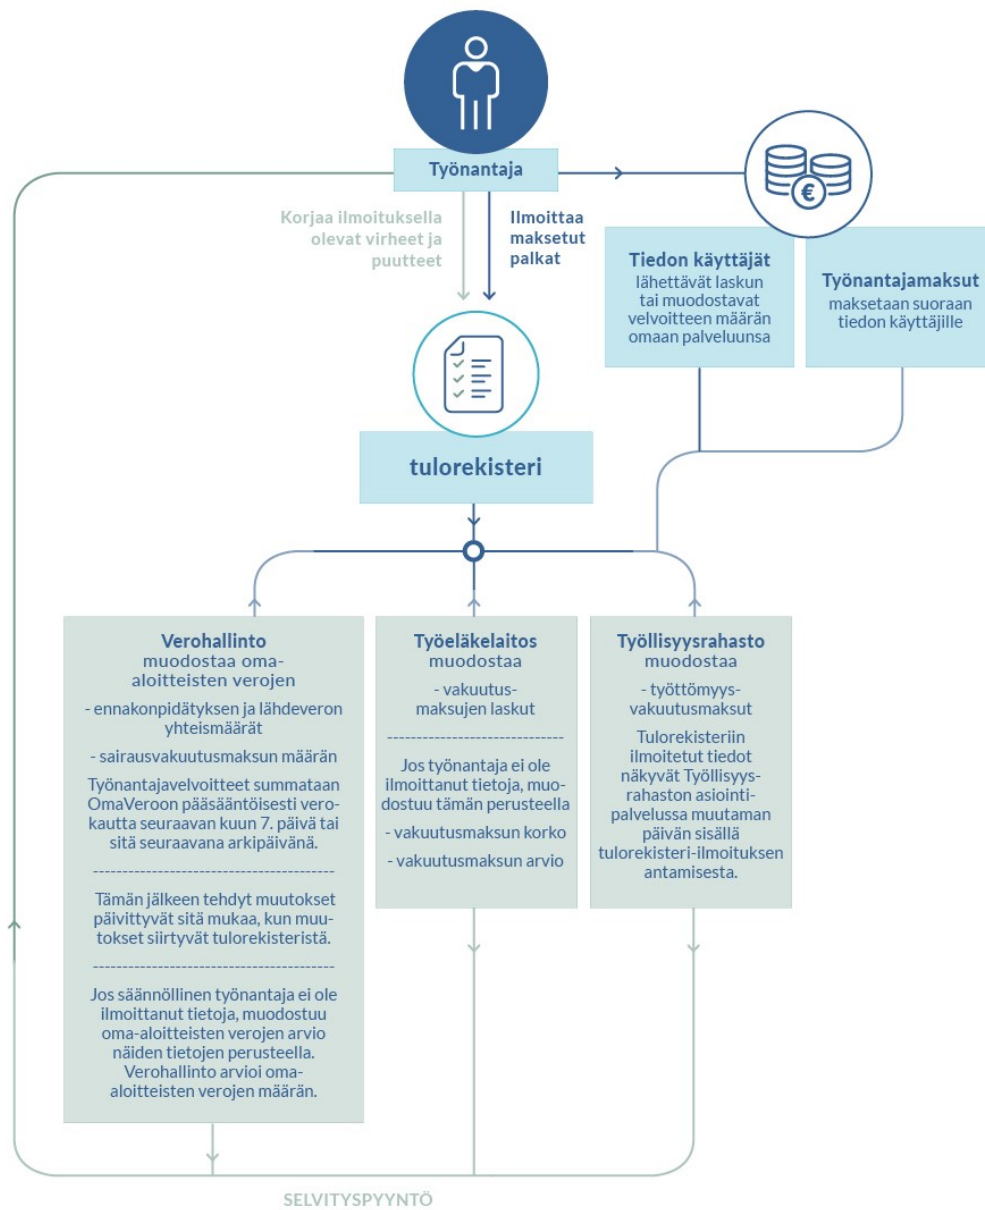 Työnantaja
Korjaa ilmoituksella
olevat virheet ja
puutteet
Ilmoittaa
maksetut
palkat
€
Tiedon käyttäjät
lähettävät laskun
tai muodostavat
velvoitteen määrän
omaan palveluunsa
Työnantajamaksut
maksetaan suoraan
tiedon käyttäjille
tulorekisteri
Verohallinto
muodostaa oma-
aloitteisten verojen
- ennakonpidätyksen ja lähdeveron
yhteismäärät
- sairausvakuutusmaksun määrän
Työnantajavelvoitteet summataan
OmaVeroon pääsääntöisesti vero-
kautta seuraavan kuun 7. päivä tai
sitä seuraavana arkipäivänä.
-----------------------------------------
Tämän jälkeen tehdyt muutokset
päivittyvät sitä mukaa, kun muu-
tokset siirtyvät tulorekisteristä.
-----------------------------------------
Jos säännöllinen työnantaja ei ole
ilmoittanut tietoja, muodostuu
oma-aloitteisten verojen arvio
näiden tietojen perusteella.
Verohallinto arvioi oma-
aloitteisten verojen määrän.
Työeläkelaitos
muodostaa
- vakuutus-
maksujen laskut
------------------------------
Jos työnantaja ei ole
ilmoittanut tietoja, muo-
dostuu tämän perusteella
- vakuutusmaksun korko
- vakuutusmaksun arvio
Työllisyysrahasto
muodostaa
- työttömyys-
vakuutusmaksut
Tulorekisteriin
ilmoitetut tiedot
näkyvät Työllisyys-
rahaston asiointi-
palvelussa muutaman
päivän sisällä
tulorekisteri-ilmoituksen
antamisesta.
SELVITYSPYYNTÖ